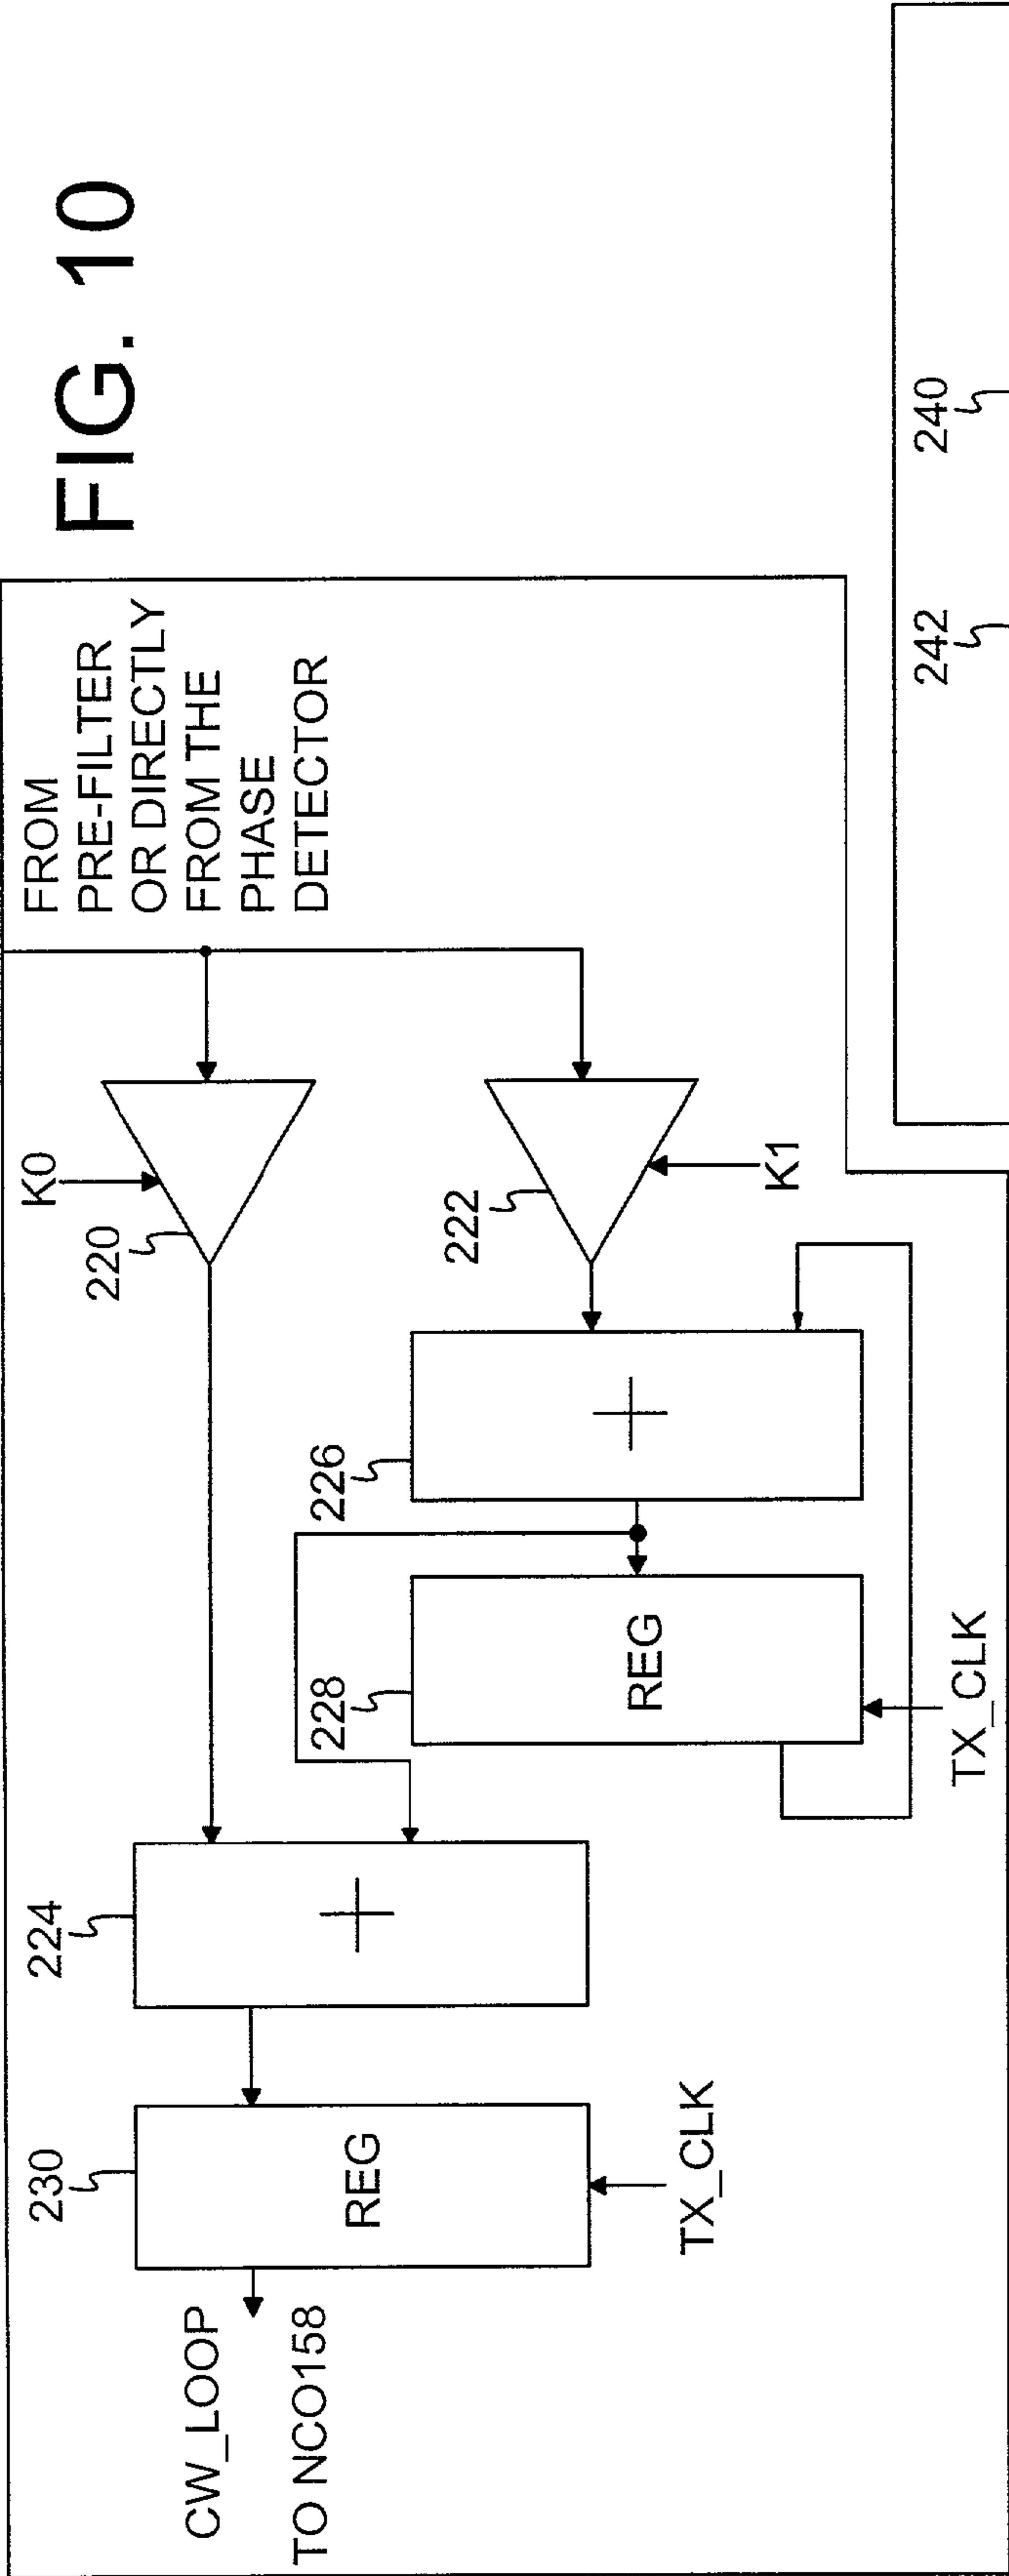 FIG. 10
FROM
PRE-FILTER
OR DIRECTLY
FROM THE
PHASE
DETECTOR
K0
220
222
K1
226
228
REG
TX_CLK
224
230
REG
TX_CLK
CW_LOOP
TO NCO158
240
242